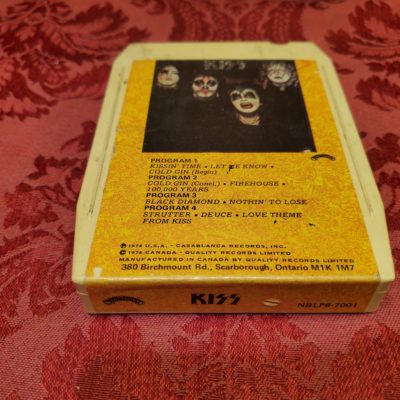 KISS
PROGRAM 1
KISSIN' TIME • LET ME KNOW •
COLD GIN (Begin)
PROGRAM 2
COLD GIN (Concl.) • FIREHOUSE •
100,000 YEARS
PROGRAM 3
BLACK DIAMOND • NOTHIN' TO LOSE
PROGRAM 4
STRUTTER • DEUCE • LOVE THEME
FROM KISS
℗ 1974 U.S.A. - CASABLANCA RECORDS, INC.
© 1974 CANADA - QUALITY RECORDS LIMITED
MANUFACTURED IN CANADA BY QUALITY RECORDS LIMITED
380 Birchmount Rd., Scarborough, Ontario M1K 1M7
KISS
NBLP8-7001